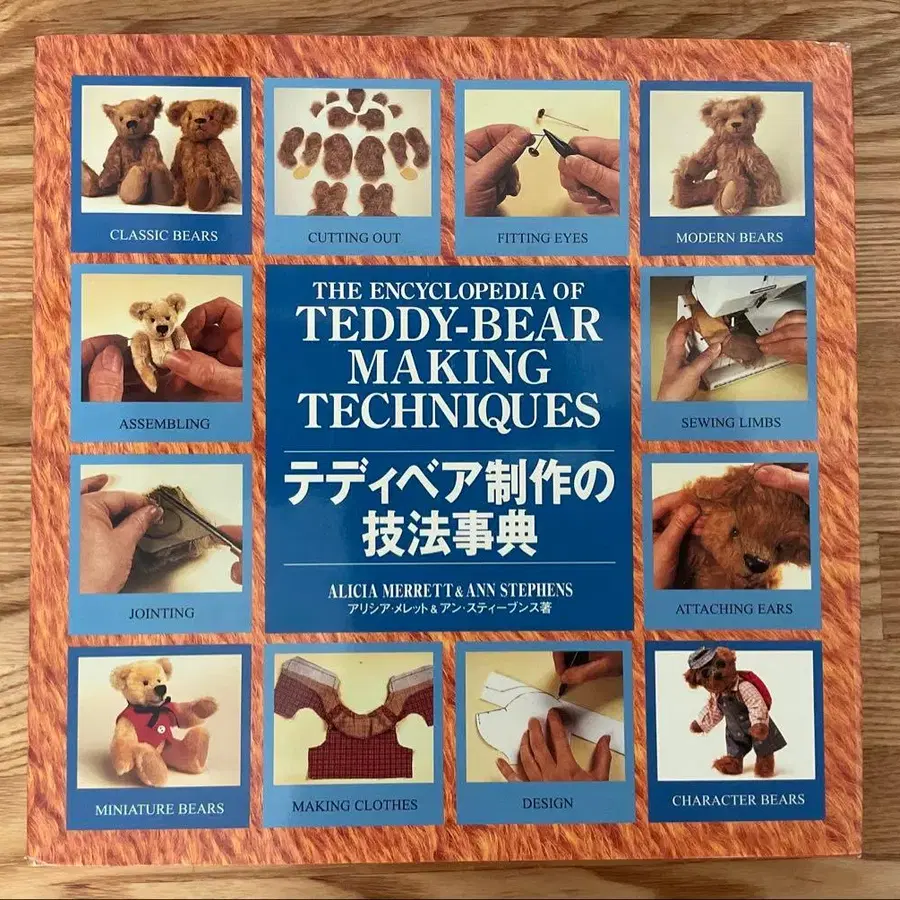 CLASSIC BEARS
CUTTING OUT
FITTING EYES
MODERN BEARS
ASSEMBLING
THE ENCYCLOPEDIA OF
TEDDY-BEAR
MAKING
TECHNIQUES
テディベア制作の
技法事典
ALICIA MERRETT & ANN STEPHENS
アリシア・メレット&アン・スティーブンス著
SEWING LIMBS
JOINTING
ATTACHING EARS
MINIATURE BEARS
MAKING CLOTHES
DESIGN
CHARACTER BEARS